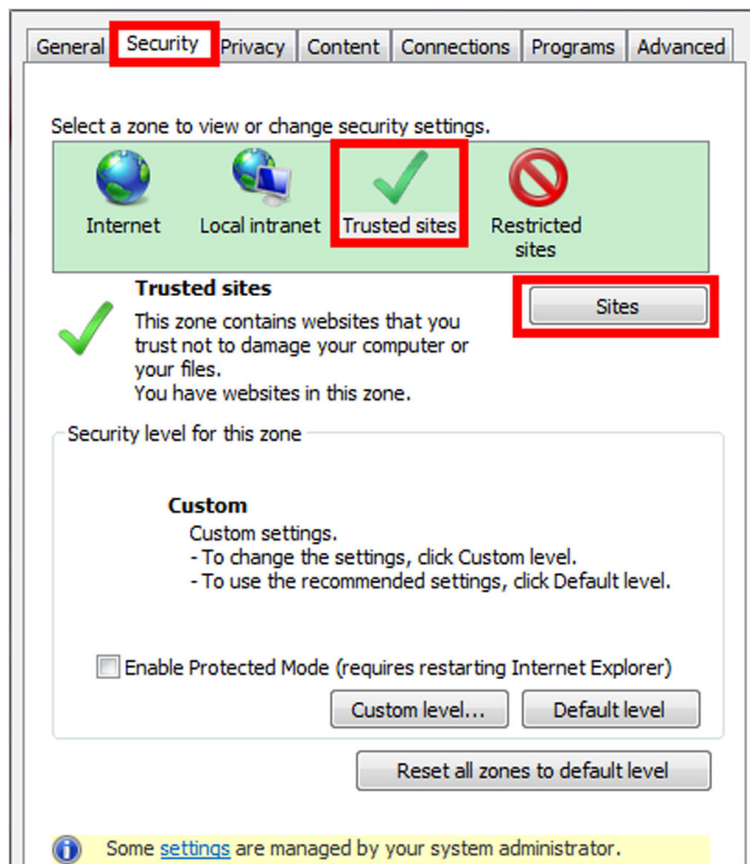 General Security Privacy Content Connections Programs Advanced
Select a zone to view or change security settings.
Internet Local intranet Trusted sites Restricted
sites
Trusted sites
Sites
This zone contains websites that you
trust not to damage your computer or
your files.
You have websites in this zone.
Security level for this zone
Custom
Custom settings.
- To change the settings, click Custom level.
- To use the recommended settings, click Default level.
Enable Protected Mode (requires restarting Internet Explorer)
Custom level... Default level
Reset all zones to default level
Some settings are managed by your system administrator.